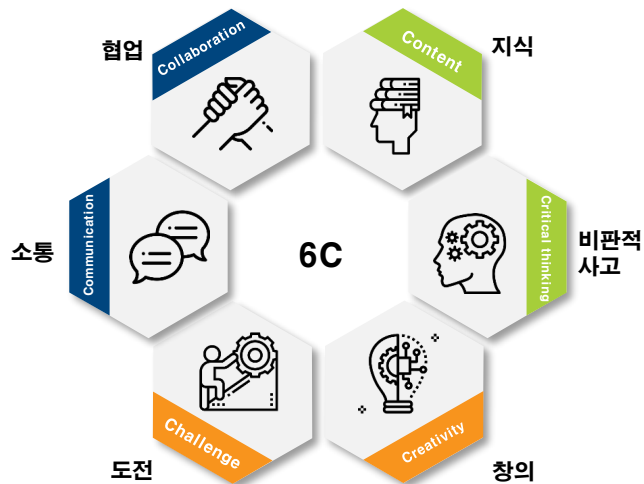 협업
Collaboration
Content
지식
소통
Communication
6C
Critical thinking
비판적
사고
도전
Challenge
Creativity
창의